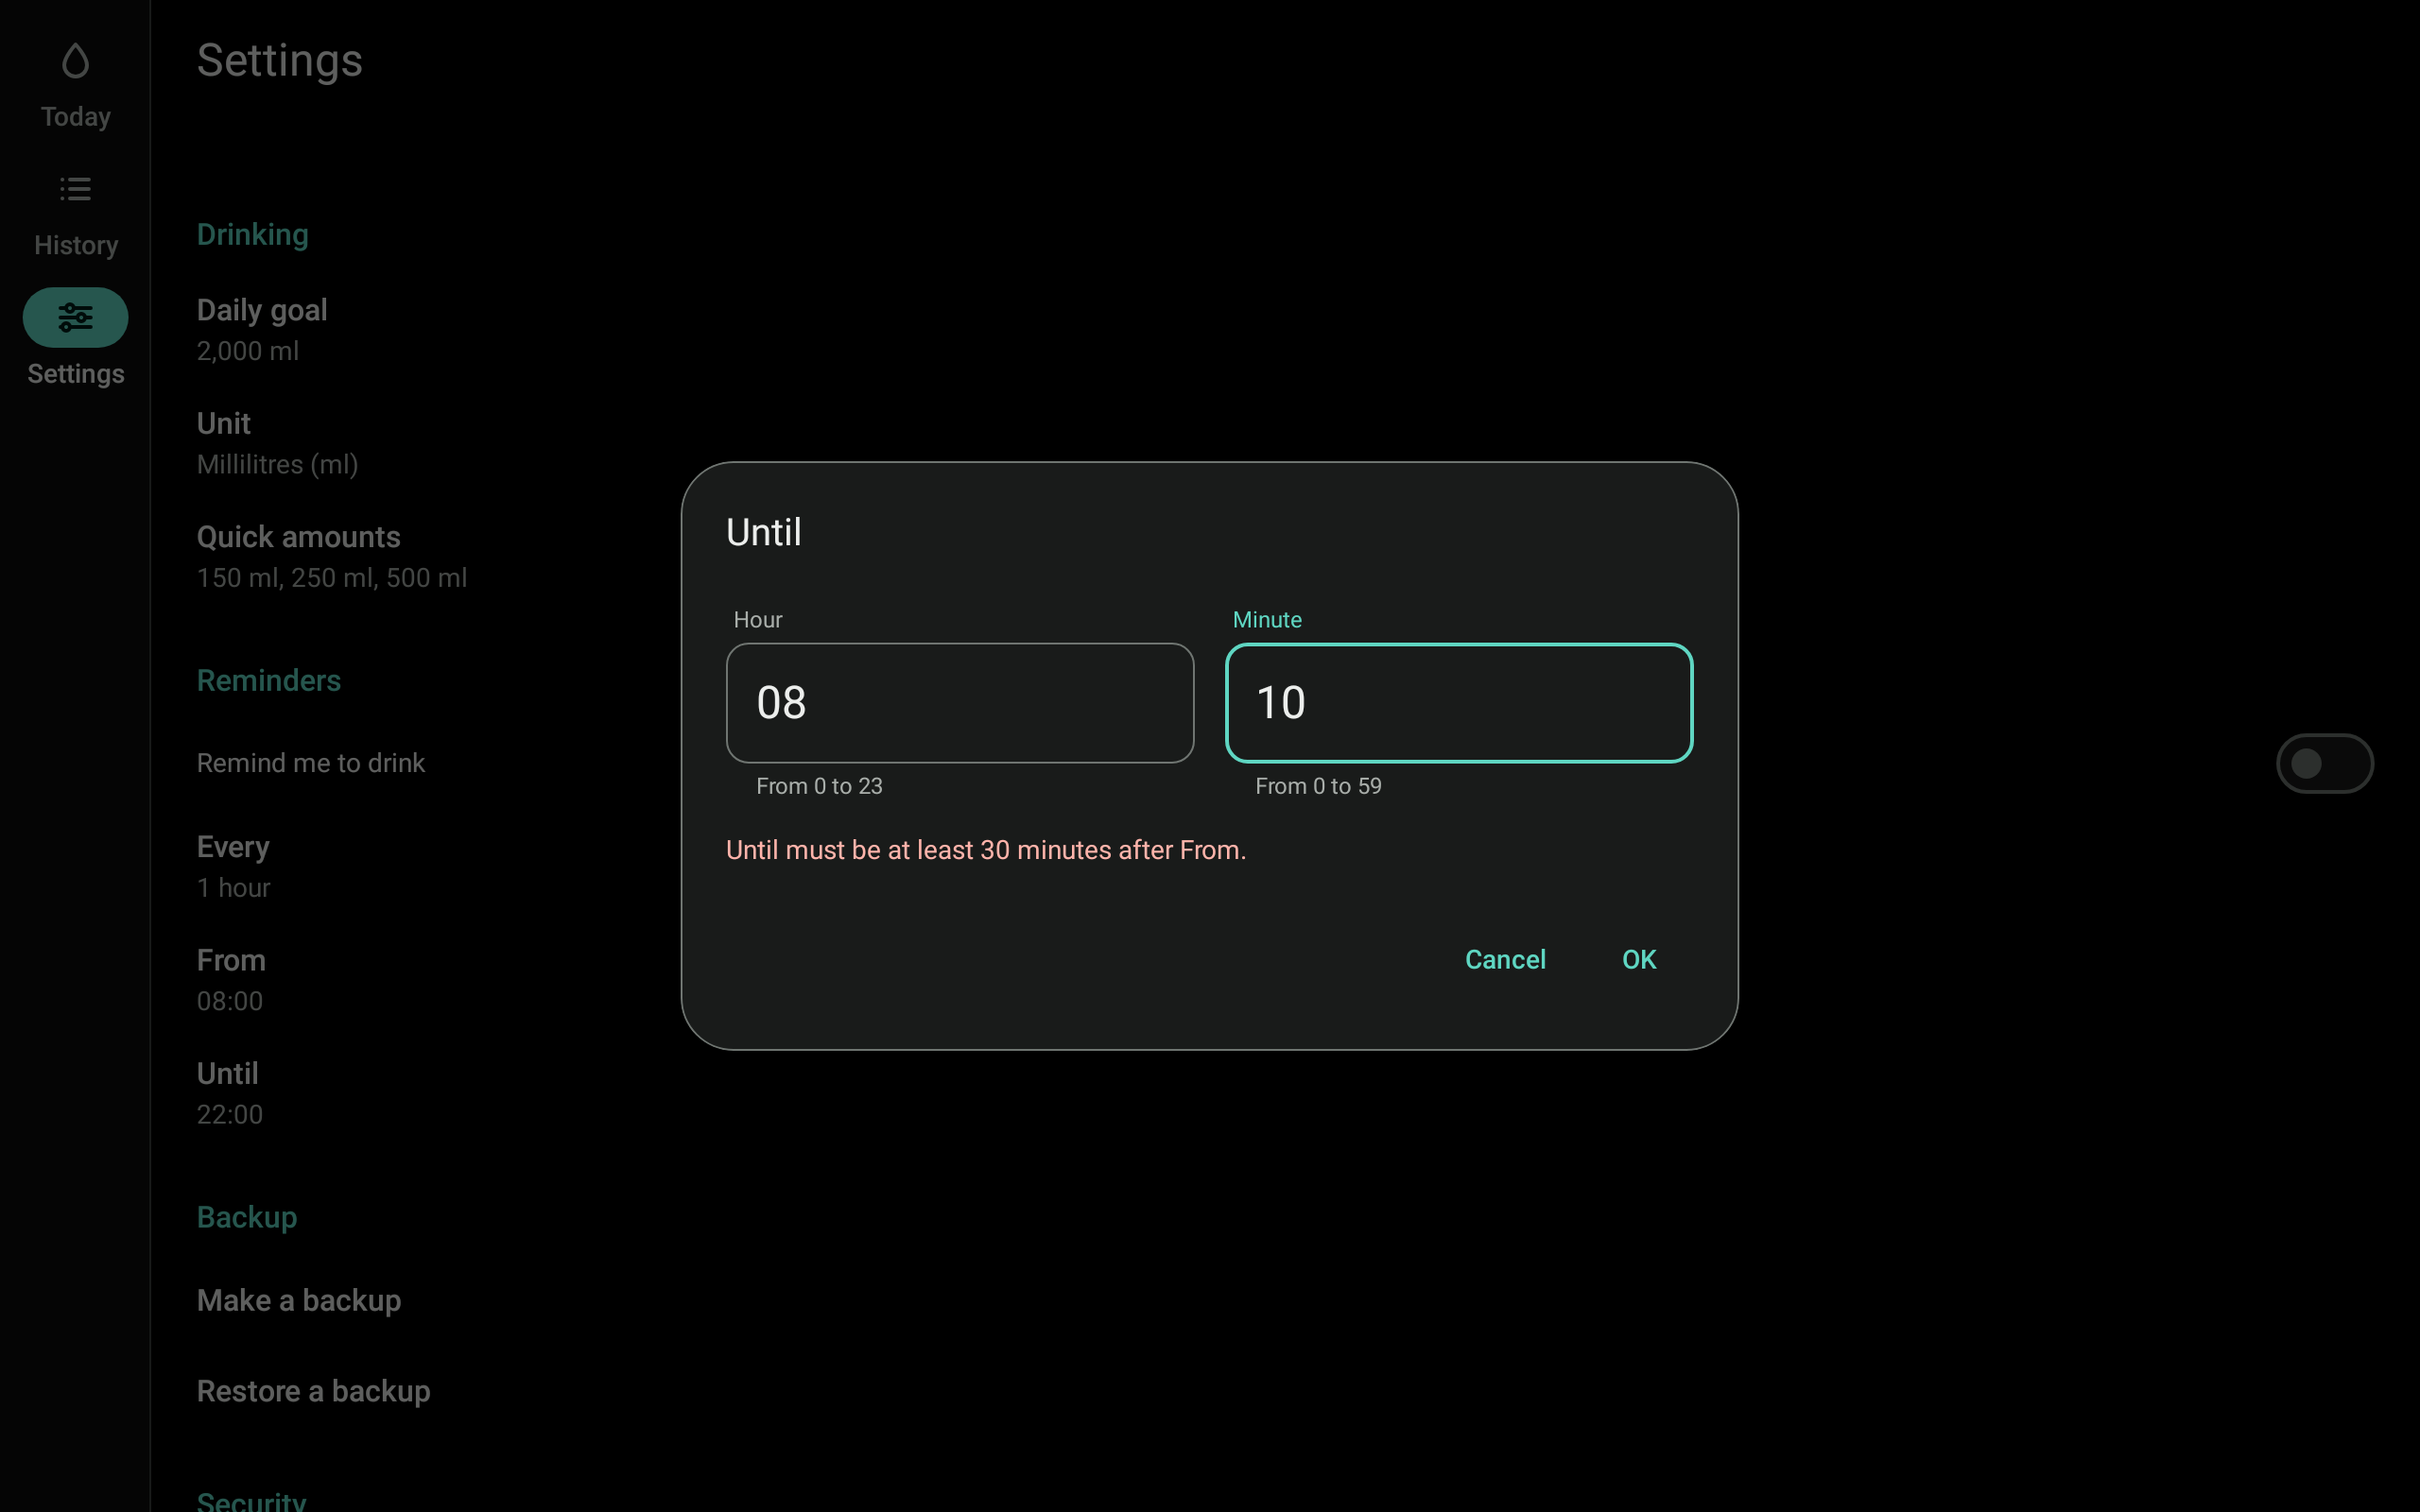 Settings
Today
History
Settings
Drinking
Daily goal
2,000 ml
Unit
Millilitres (ml)
Quick amounts
150 ml, 250 ml, 500 ml
Reminders
Remind me to drink
Every
1 hour
From
08:00
Until
22:00
Backup
Make a backup
Restore a backup
Security
Until
Hour
Minute
08
10
From 0 to 23
From 0 to 59
Until must be at least 30 minutes after From.
Cancel
OK